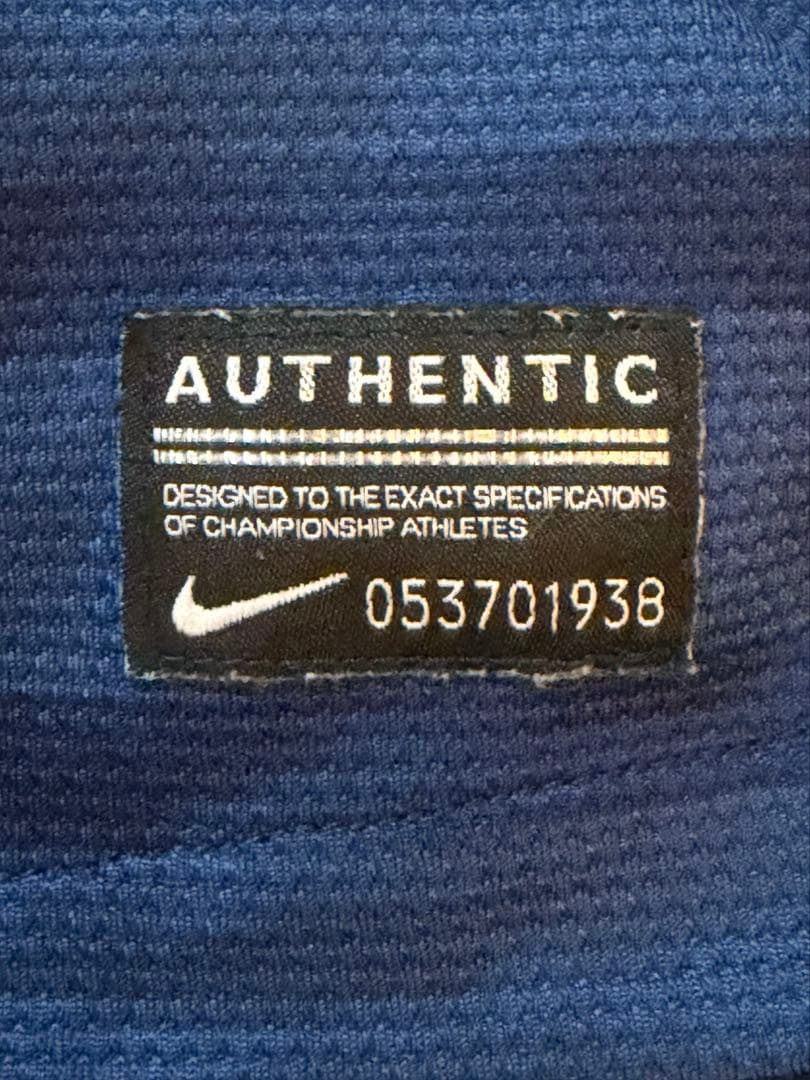 AUTHENTIC
DESIGNED TO THE EXACT SPECIFICATIONS
OF CHAMPIONSHIP ATHLETES
053701938